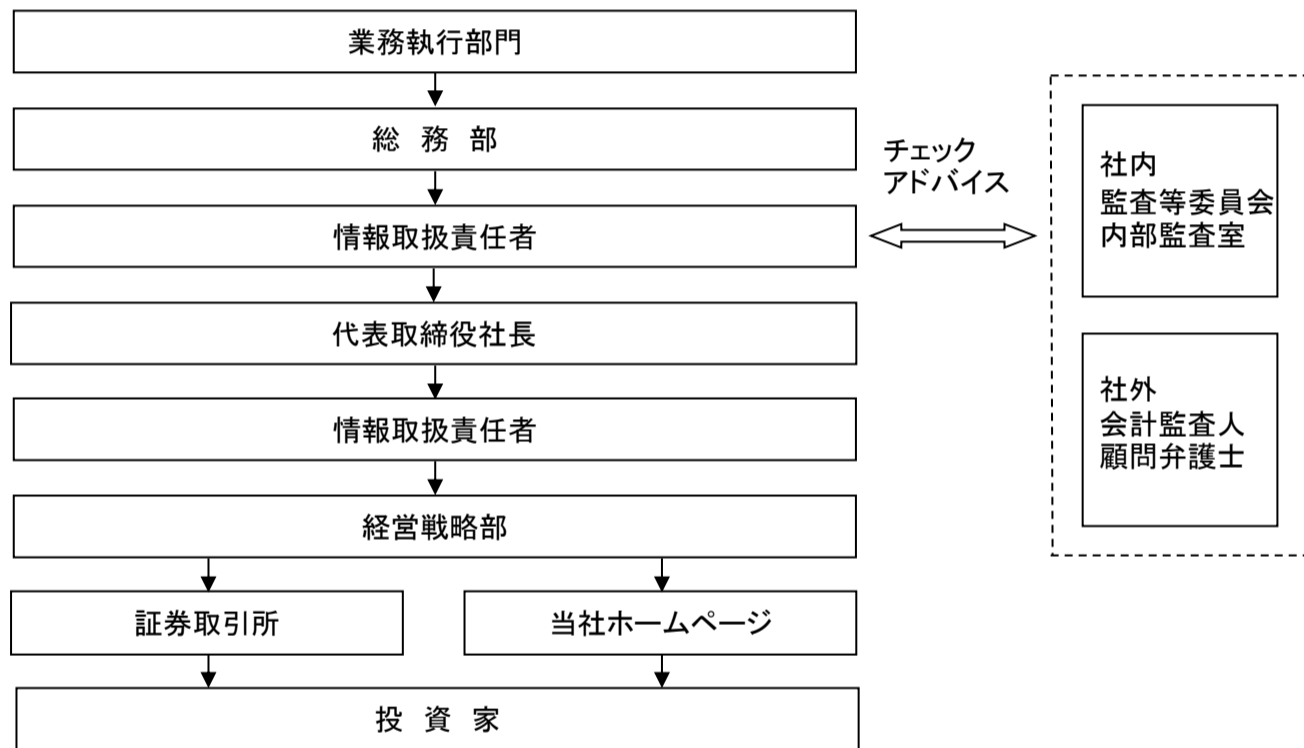 業務執行部門
総 務 部
情報取扱責任者
代表取締役社長
情報取扱責任者
経営戦略部
証券取引所
当社ホームページ
投 資 家
チェック
アドバイス
社内
監査等委員会
内部監査室
社外
会計監査人
顧問弁護士